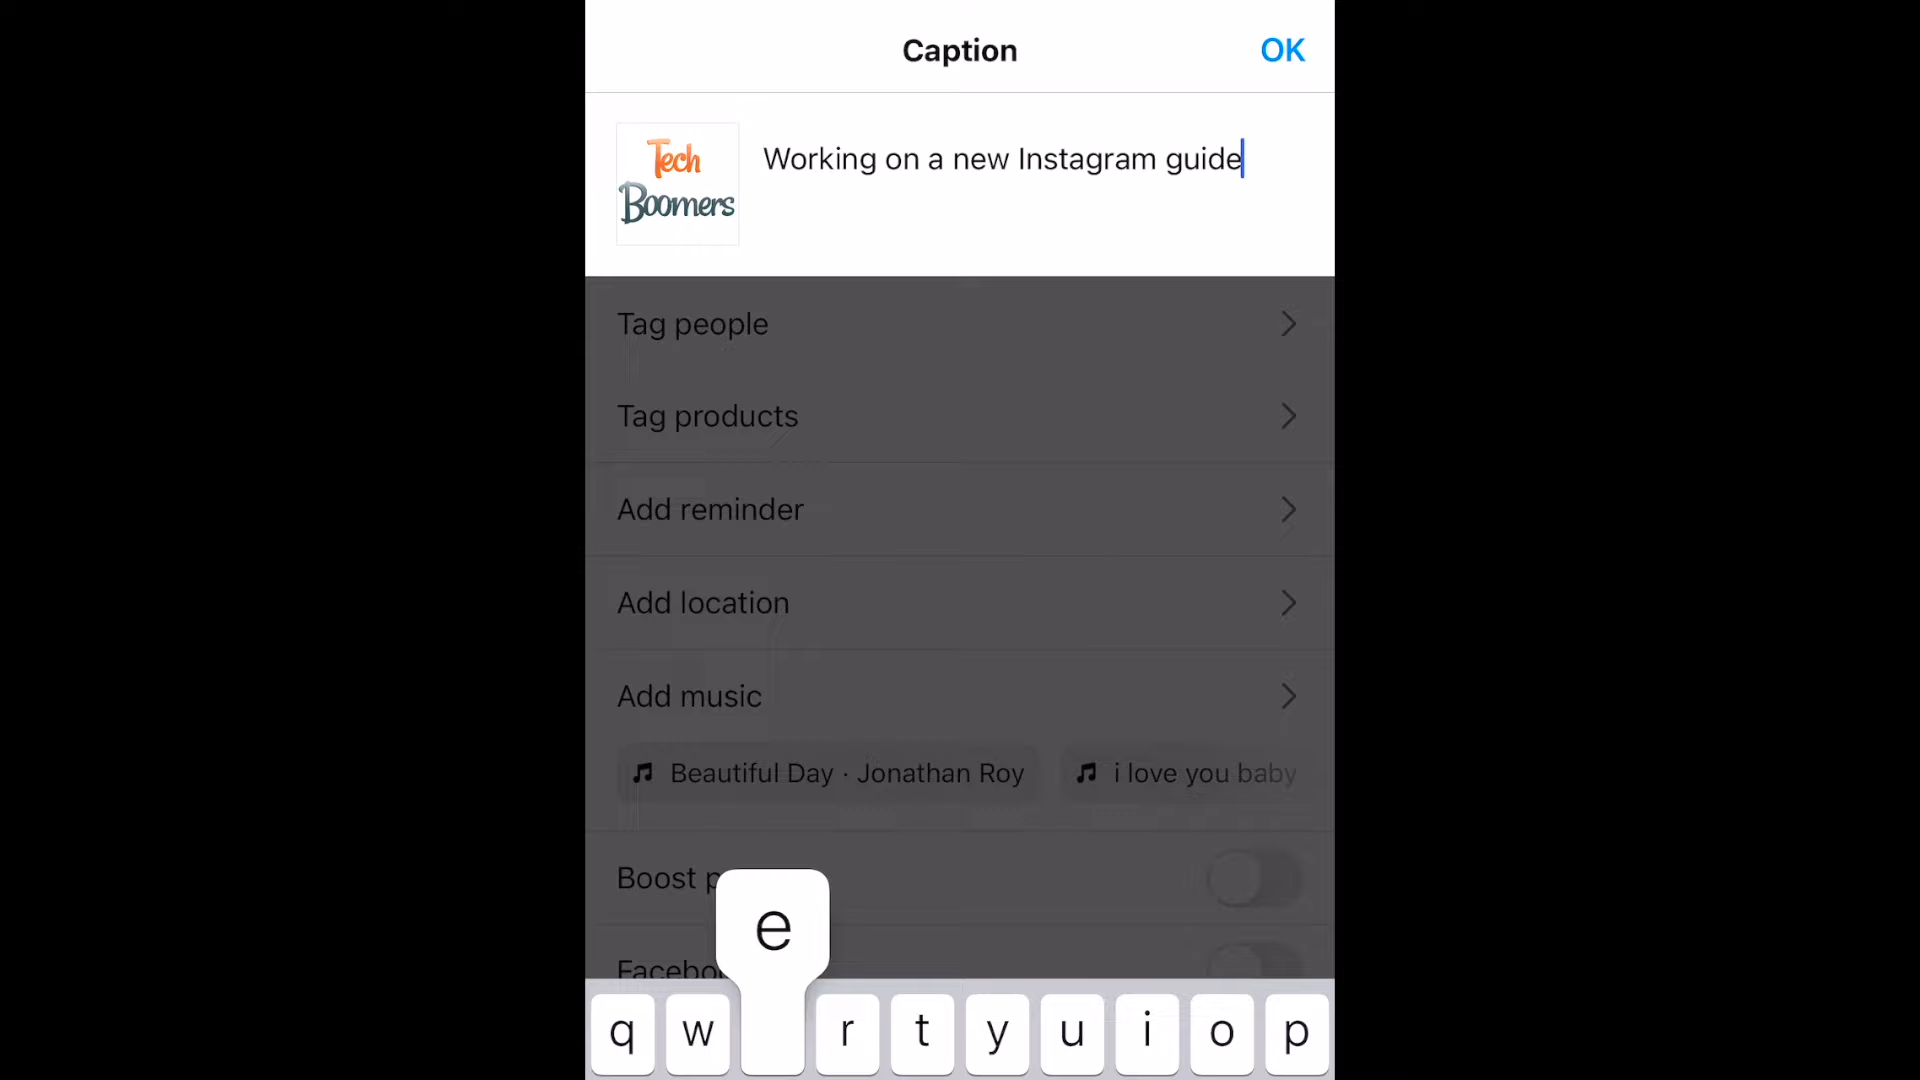 Caption
OK
Tech
Boomers
Working on a new Instagram guide
Tag people
Tag products
Add reminder
Add location
Add music
Beautiful Day · Jonathan Roy
i love you baby
Boost p
Facebo
e
q w r t y u i o p